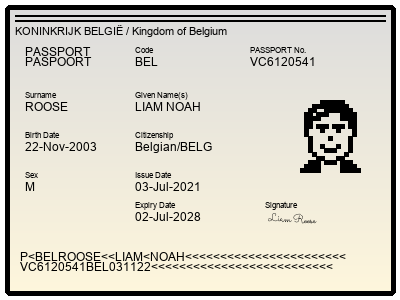 KONINKRIJK BELGIË / Kingdom of Belgium
PASSPORT
PASPOORT
Code
BEL
PASSPORT No.
VC6120541
Surname
ROOSE
Given Name(s)
LIAM NOAH
Birth Date
22-Nov-2003
Citizenship
Belgian/BELG
Sex
M
Issue Date
03-Jul-2021
Expiry Date
02-Jul-2028
Signature
Liam Roose
P<BELROOSE<<LIAM<NOAH<<<<<<<<<<<<<<<<<<<<<<<
VC6120541BEL031122<<<<<<<<<<<<<<<<<<<<<<<<<<